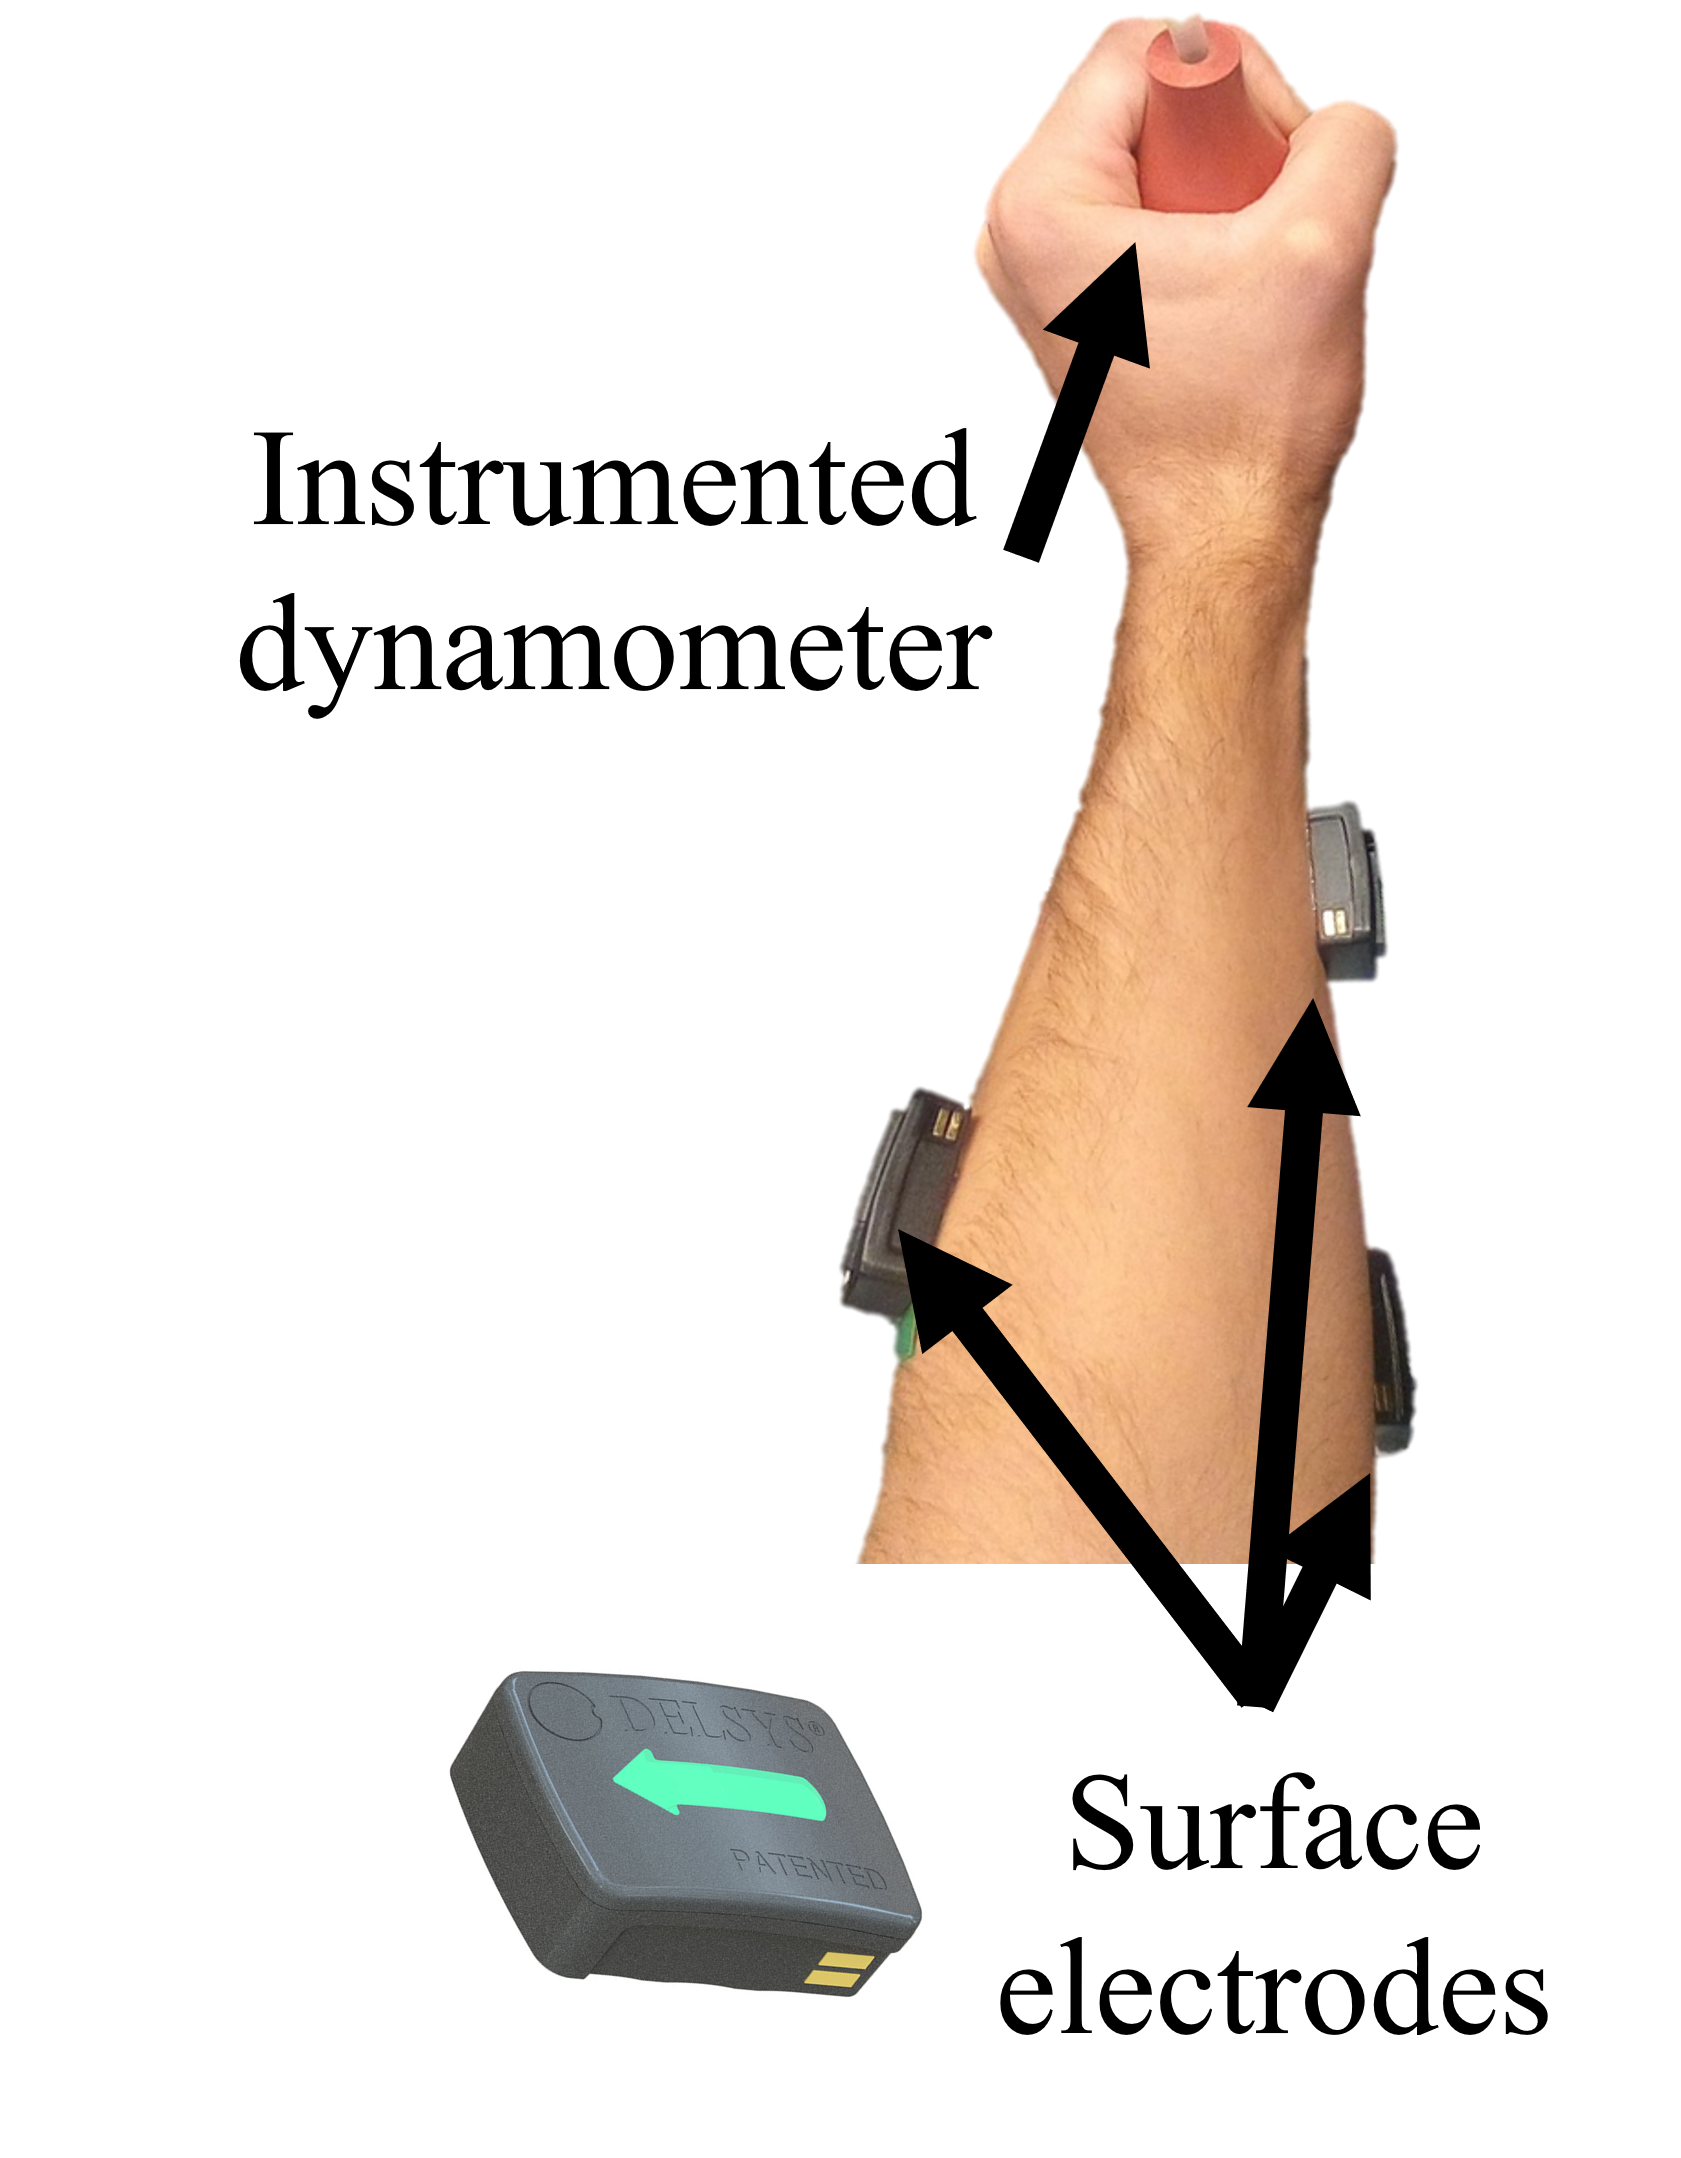 Instrumented
dynamometer
DELSYS®
PATENTED
Surface
electrodes